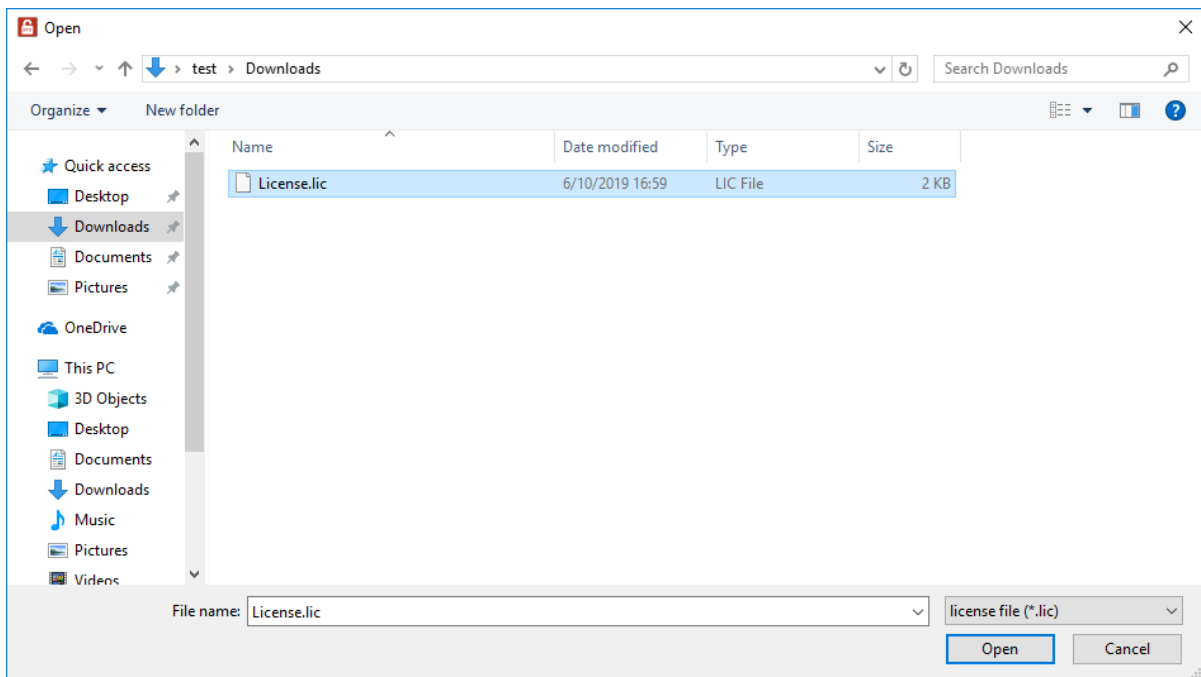 Open
test > Downloads
Search Downloads
Organize
New folder
Name Date modified Type Size
License.lic 6/10/2019 16:59 LIC File 2 KB
Quick access
Desktop
Downloads
Documents
Pictures
OneDrive
This PC
3D Objects
Desktop
Documents
Downloads
Music
Pictures
Videos
File name: License.lic license file (*.lic)
Open Cancel